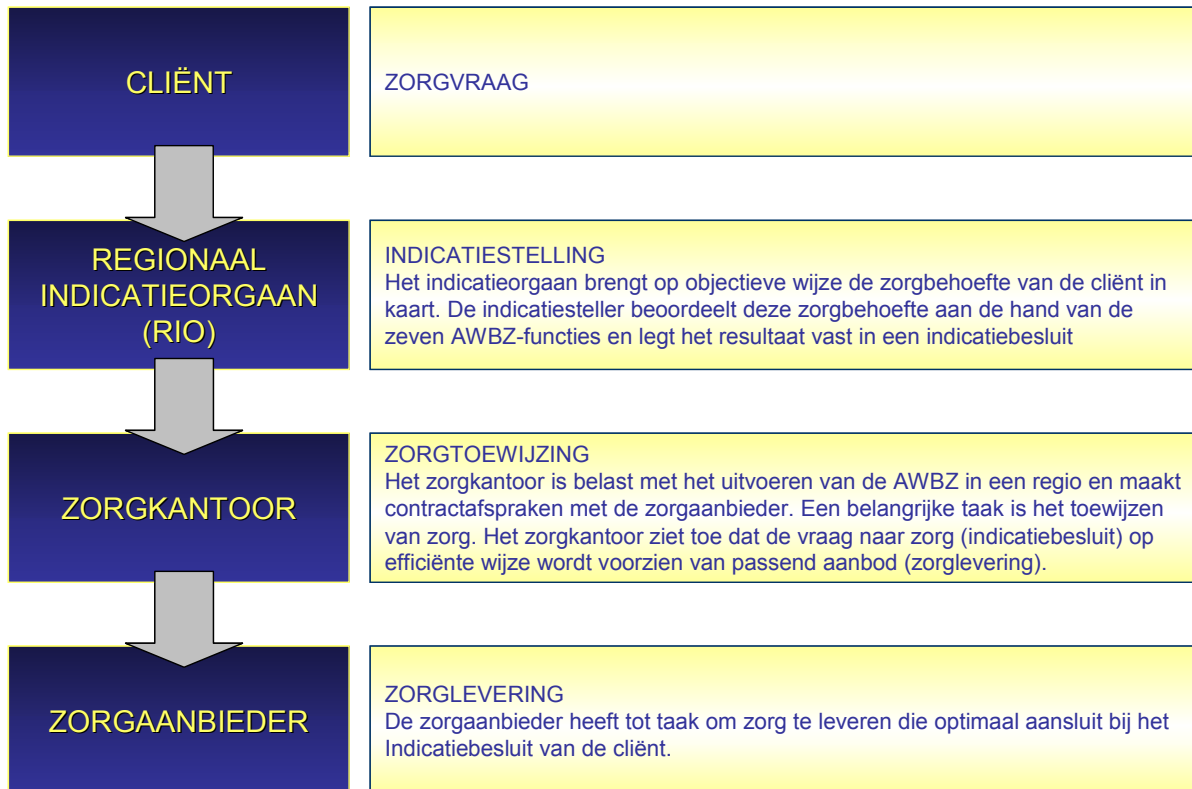 CLIËNT
ZORGVRAAG
REGIONAAL
INDICATIEORGAAN
(RIO)
INDICATIESTELLING
Het indicatieorgaan brengt op objectieve wijze de zorgbehoefte van de cliënt in
kaart. De indicatiesteller beoordeelt deze zorgbehoefte aan de hand van de
zeven AWBZ-functies en legt het resultaat vast in een indicatiebesluit
ZORGKANTOOR
ZORGTOEWIJZING
Het zorgkantoor is belast met het uitvoeren van de AWBZ in een regio en maakt
contractafspraken met de zorgaanbieder. Een belangrijke taak is het toewijzen
van zorg. Het zorgkantoor ziet toe dat de vraag naar zorg (indicatiebesluit) op
efficiënte wijze wordt voorzien van passend aanbod (zorglevering).
ZORGAANBIEDER
ZORGLEVERING
De zorgaanbieder heeft tot taak om zorg te leveren die optimaal aansluit bij het
Indicatiebesluit van de cliënt.